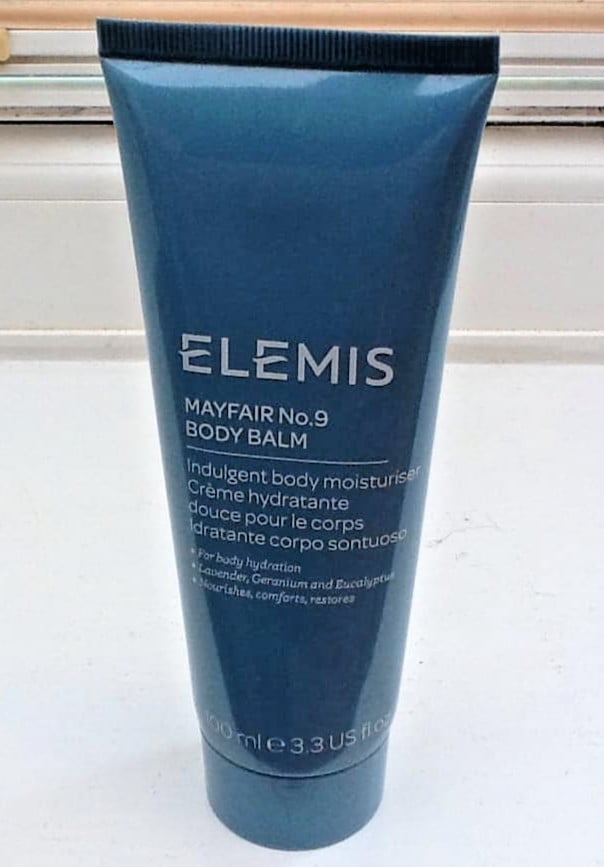 ELEMIS
MAYFAIR No.9
BODY BALM
Indulgent body moisturiser
Crème hydratante
douce pour le corps
Idratante corpo sontuoso
• For body hydration
• Lavender, Geranium and Eucalyptus
• Nourishes, comforts, restores
100 ml e 3.3 US fl oz